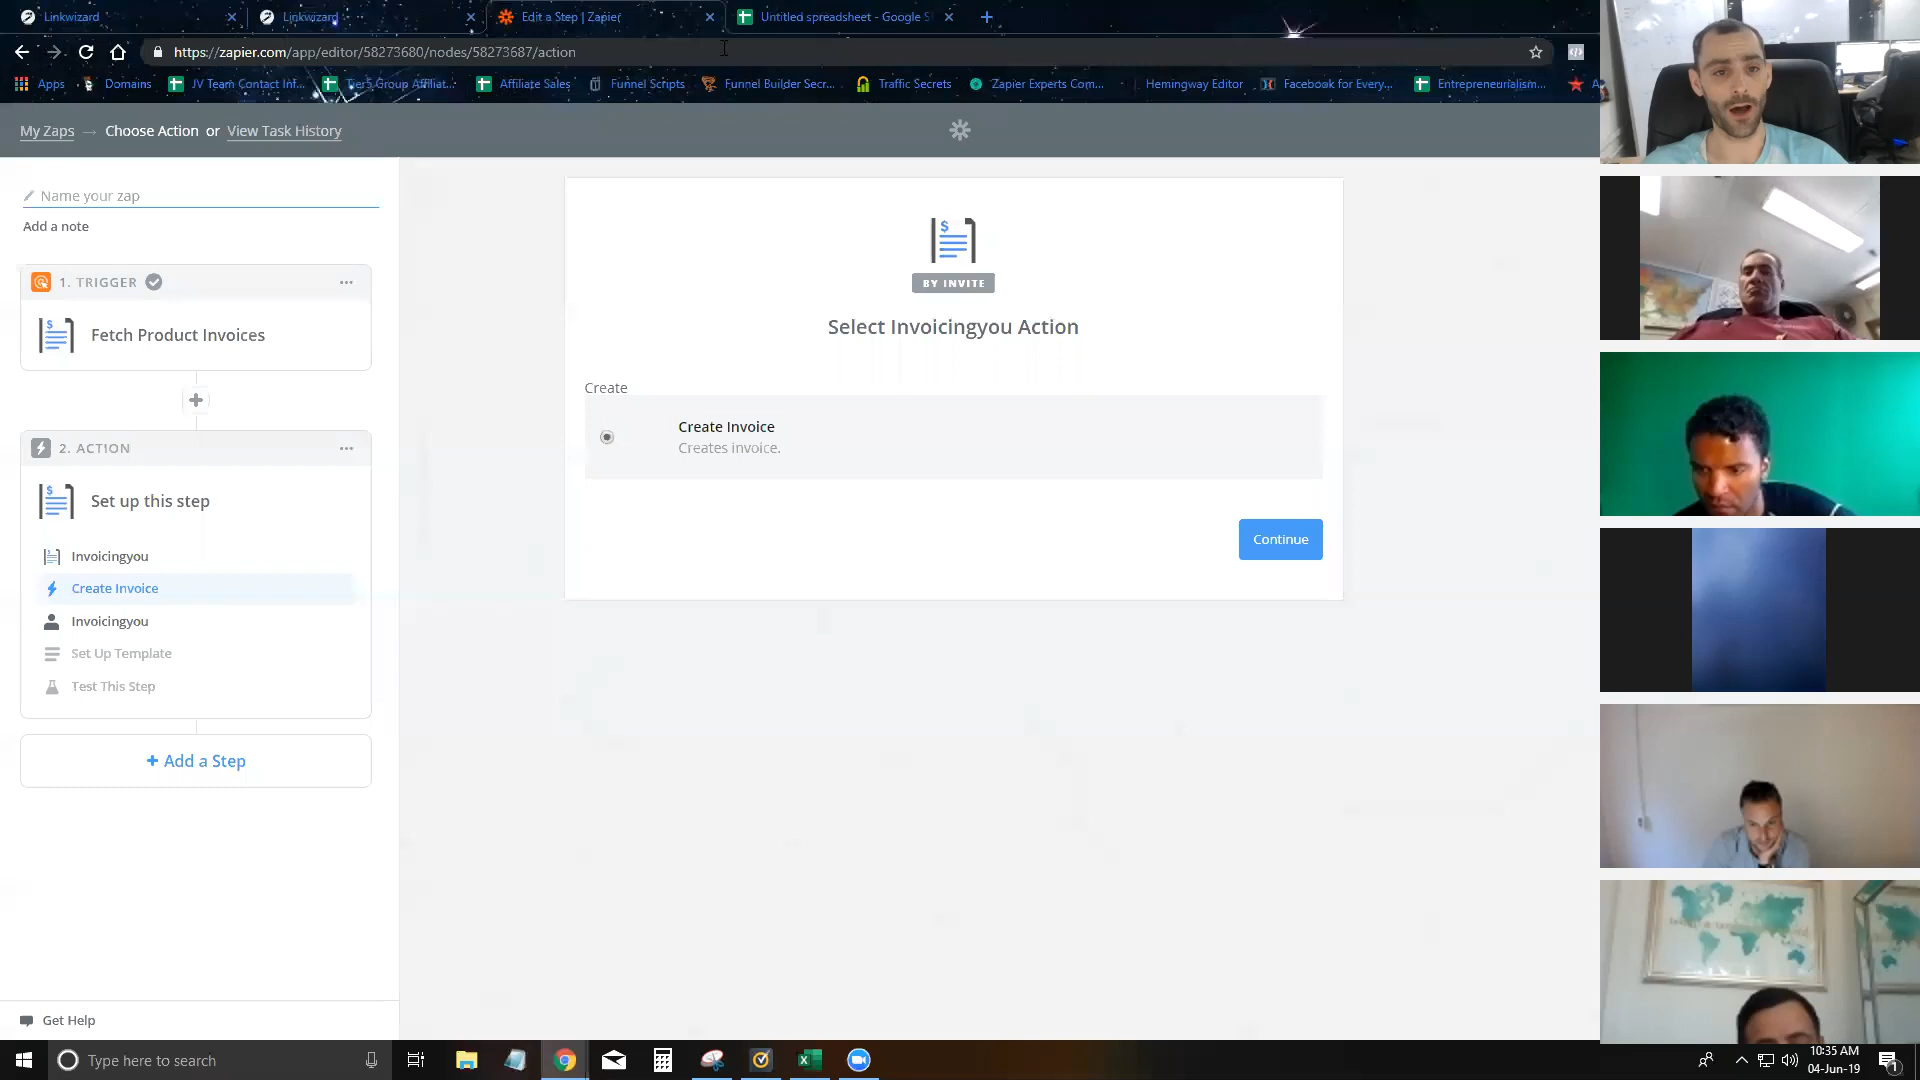 Linkwizard
Linkwizard
Edit a Step | Zapier
Untitled spreadsheet - Google S
https://zapier.com/app/editor/58273680/nodes/58273687/action
Apps
Domains
JV Team Contact Inf...
Tier5 Group Affiliat...
Affiliate Sales
Funnel Scripts
Funnel Builder Secr...
Traffic Secrets
Zapier Experts Com...
Hemingway Editor
Facebook for Every...
Entrepreneurialism...
My Zaps → Choose Action or View Task History
Name your zap
Add a note
1. TRIGGER
Fetch Product Invoices
2. ACTION
Set up this step
Invoicingyou
Create Invoice
Invoicingyou
Set Up Template
Test This Step
+ Add a Step
Get Help
BY INVITE
Select Invoicingyou Action
Create
Create Invoice
Creates invoice.
Continue
Type here to search
10:35 AM
04-Jun-19
1